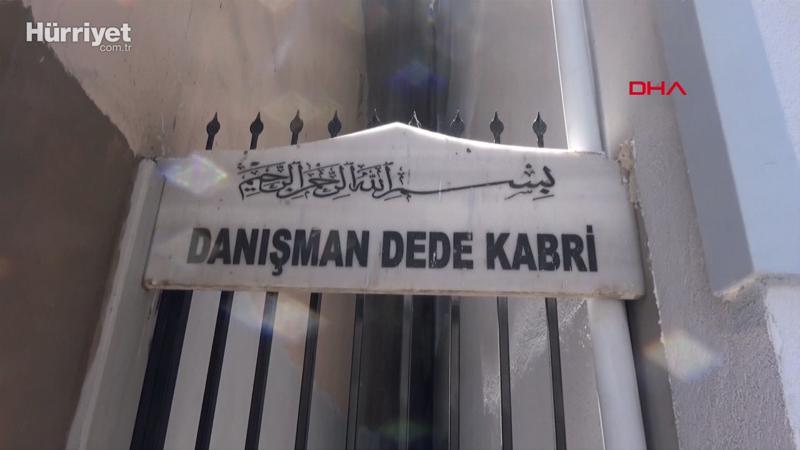 Hürriyet
com.tr
DHA
بسم الله الرحمن الرحيم
DANIŞMAN DEDE KABRİ